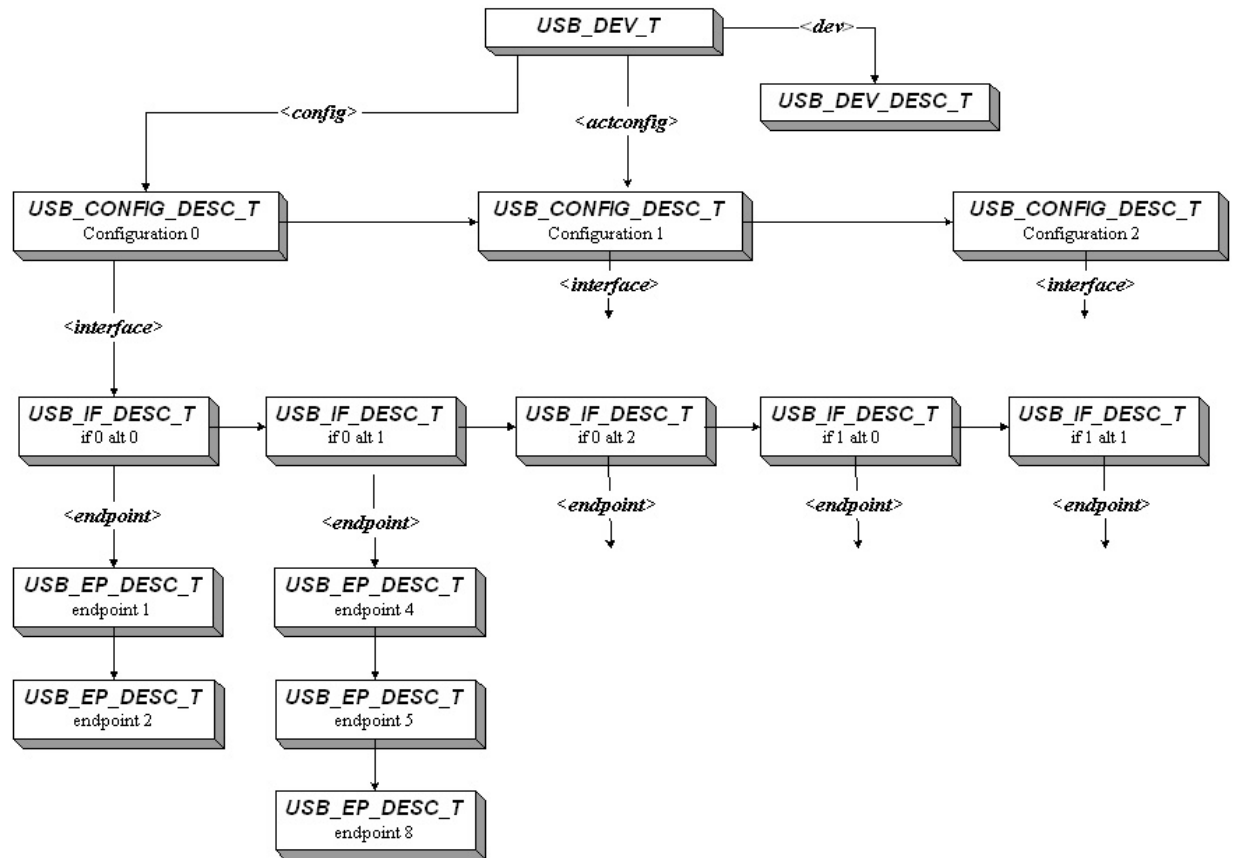 USB_DEV_T
<dev>
USB_DEV_DESC_T
<config>
<actconfig>
USB_CONFIG_DESC_T
Configuration 0
USB_CONFIG_DESC_T
Configuration 1
USB_CONFIG_DESC_T
Configuration 2
<interface>
<interface>
<interface>
USB_IF_DESC_T
if 0 alt 0
USB_IF_DESC_T
if 0 alt 1
USB_IF_DESC_T
if 0 alt 2
USB_IF_DESC_T
if 1 alt 0
USB_IF_DESC_T
if 1 alt 1
<endpoint>
<endpoint>
<endpoint>
<endpoint>
<endpoint>
USB_EP_DESC_T
endpoint 1
USB_EP_DESC_T
endpoint 4
USB_EP_DESC_T
endpoint 2
USB_EP_DESC_T
endpoint 5
USB_EP_DESC_T
endpoint 8